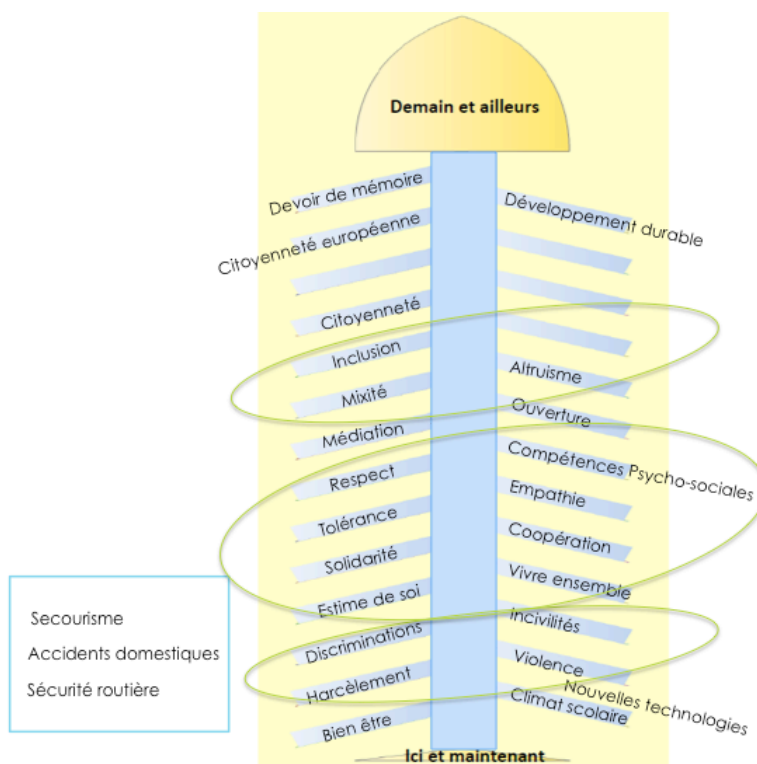 Demain et ailleurs
Devoir de mémoire
Citoyenneté européenne
Citoyenneté
Inclusion
Mixité
Médiation
Respect
Tolérance
Solidarité
Estime de soi
Discriminations
Harcèlement
Bien être
Développement durable
Altruisme
Ouverture
Compétences Psycho-sociales
Empathie
Coopération
Vivre ensemble
incivilités
Violence
Nouvelles technologies
Climat scolaire
Ici et maintenant
Secourisme
Accidents domestiques
Sécurité routière